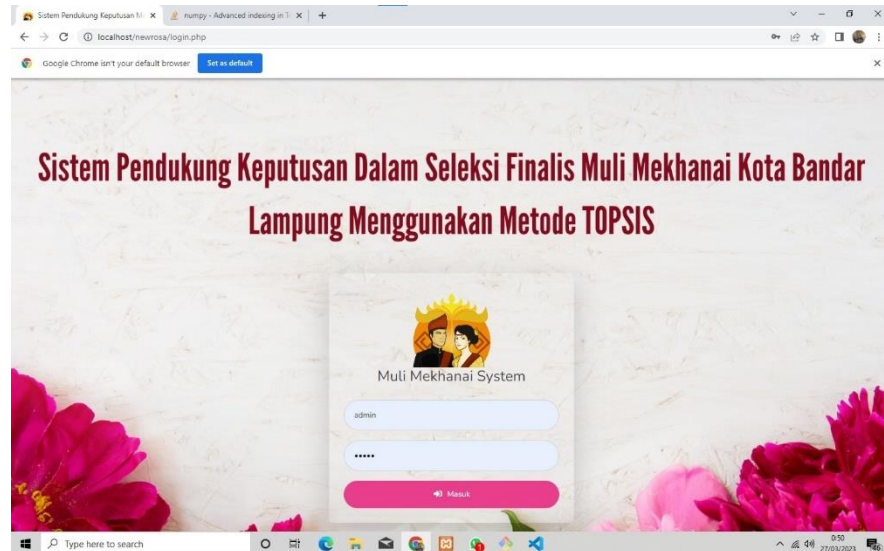 Sistem Pendukung Keputusan M
numpy - Advanced indexing in T
localhost/newrosa/login.php
Google Chrome isn't your default browser Set as default
Sistem Pendukung Keputusan Dalam Seleksi Finalis Muli Mekhanai Kota Bandar
Lampung Menggunakan Metode TOPSIS
Muli Mekhanai System
admin
•••••
Masuk
Type here to search
0:50
27/03/2023